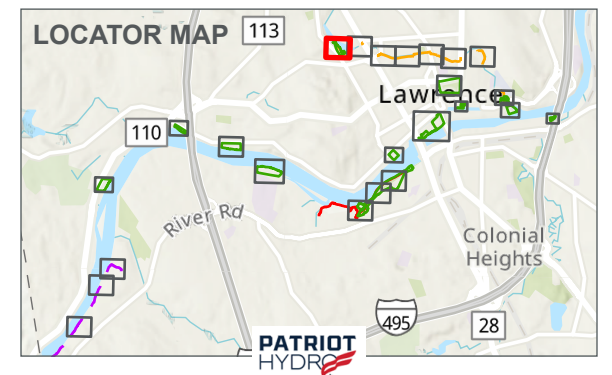 LOCATOR MAP
113
Lawrence
110
River Rd
Colonial
Heights
495
28
PATRIOT
HYDRO